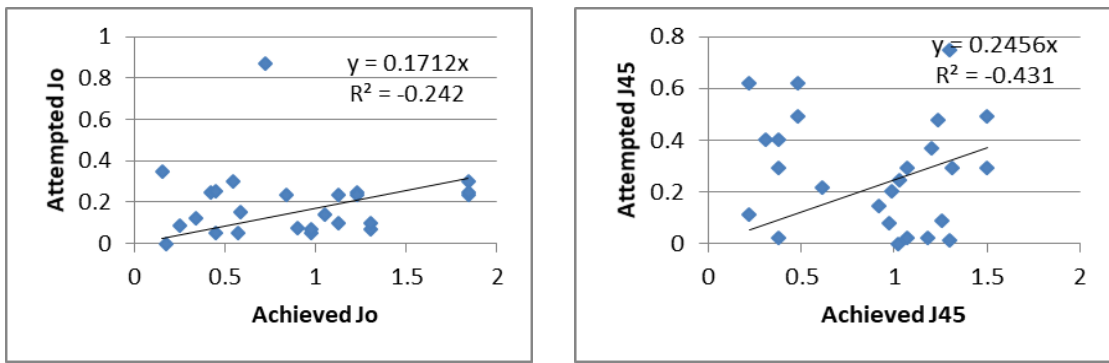 1
0.8
0.6
0.4
0.2
0
Attempted Jo
y = 0.1712x
R² = -0.242
0 0.5 1 1.5 2
Achieved Jo
0.8
0.6
0.4
0.2
0
Attempted J45
y = 0.2456x
R² = -0.431
0 0.5 1 1.5 2
Achieved J45